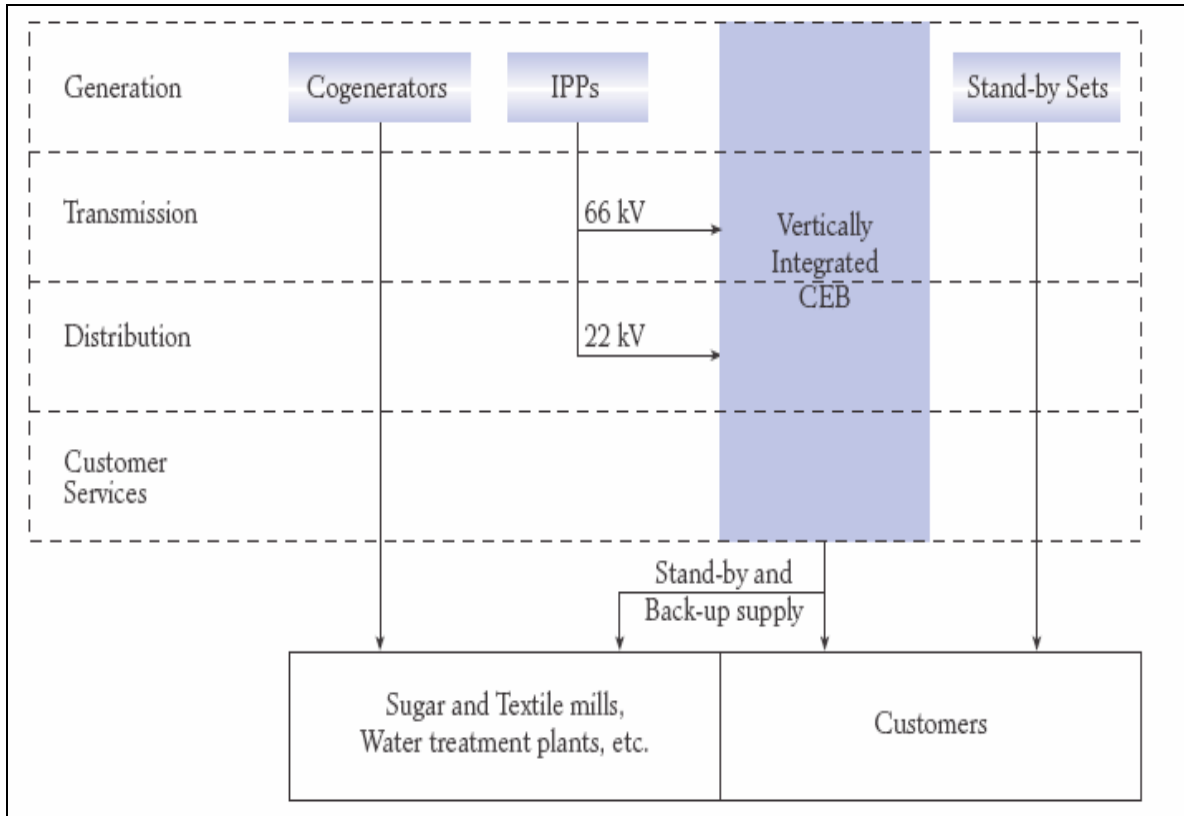 Generation
Cogenerators
IPPs
Stand-by Sets
Transmission
66 kV
Vertically
Integrated
CEB
Distribution
22 kV
Customer
Services
Stand-by and
Back-up supply
Sugar and Textile mills,
Water treatment plants, etc.
Customers